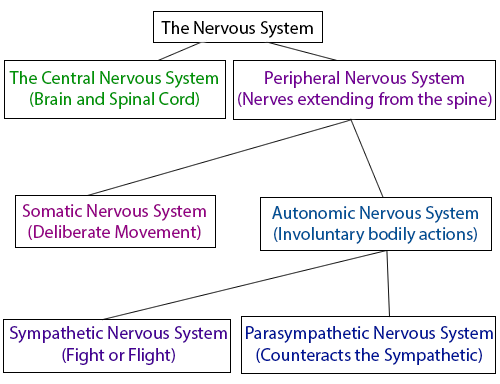 The Nervous System
The Central Nervous System
(Brain and Spinal Cord)
Peripheral Nervous System
(Nerves extending from the spine)
Somatic Nervous System
(Deliberate Movement)
Autonomic Nervous System
(Involuntary bodily actions)
Sympathetic Nervous System
(Fight or Flight)
Parasympathetic Nervous System
(Counteracts the Sympathetic)